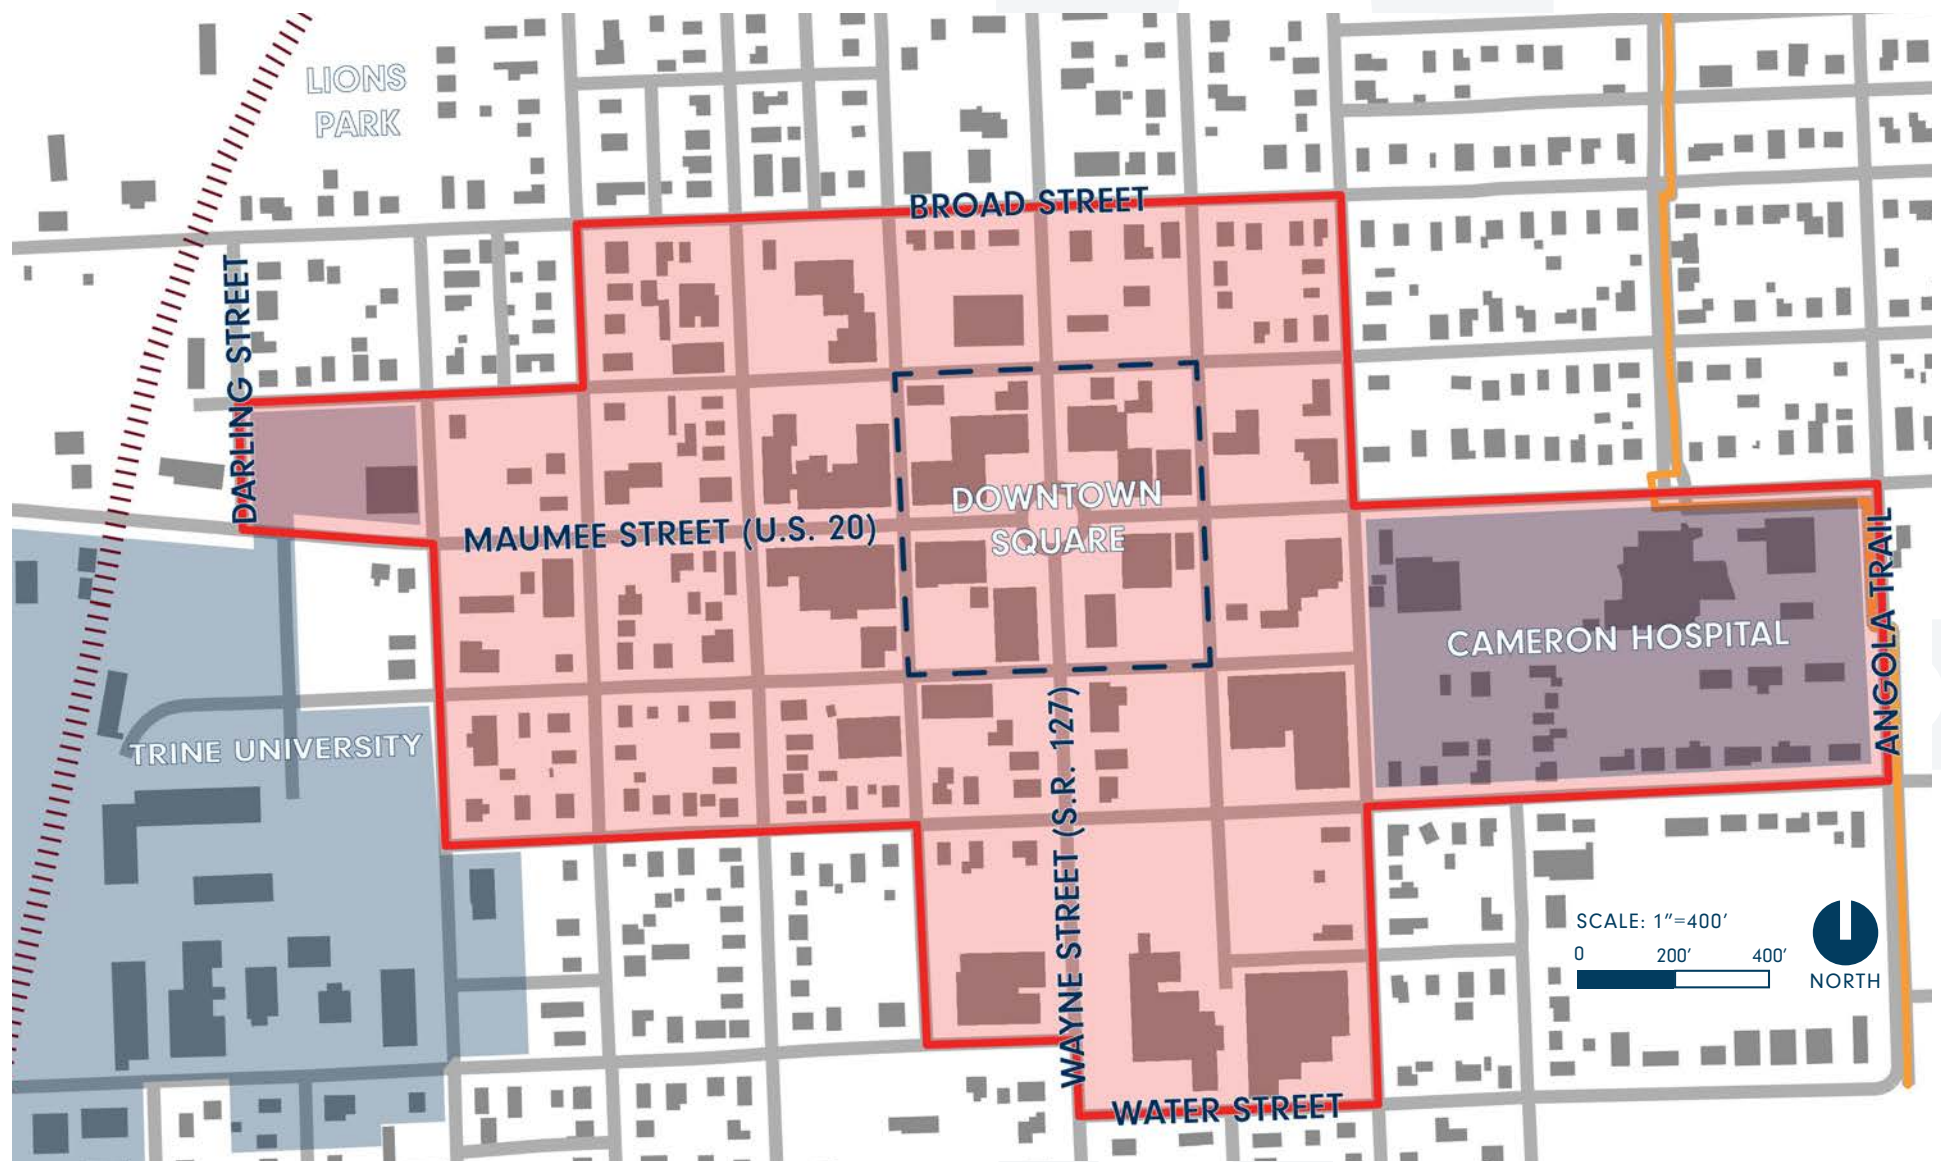 LIONS
PARK
BROAD STREET
DARLING STREET
DOWNTOWN
SQUARE
MAUMEE STREET (U.S. 20)
CAMERON HOSPITAL
ANGOLA TRAIL
TRINE UNIVERSITY
WAYNE STREET (S.R. 127)
WATER STREET
SCALE: 1”=400’
0 200’ 400’
NORTH